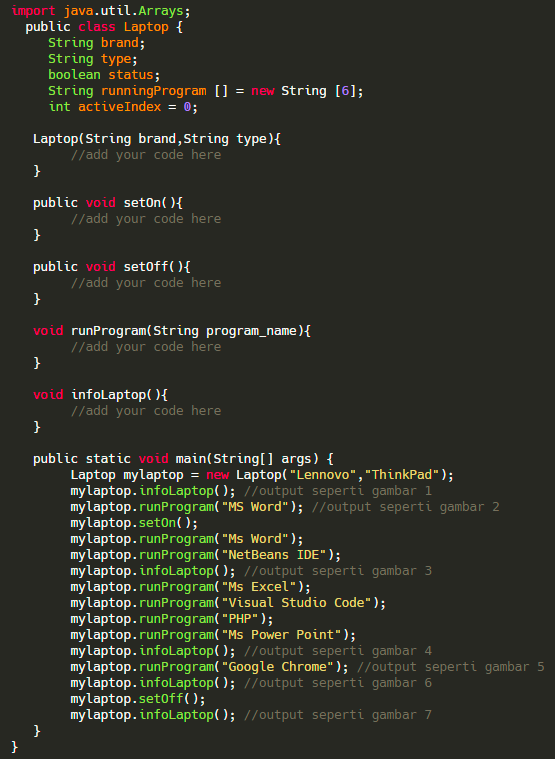 import java.util.Arrays;
public class Laptop {
String brand;
String type;
boolean status;
String runningProgram [] = new String [6];
int activeIndex = 0;
Laptop(String brand,String type){
//add your code here
}
public void setOn(){
//add your code here
}
public void setOff(){
//add your code here
}
void runProgram(String program_name){
//add your code here
}
void infoLaptop(){
//add your code here
}
public static void main(String[] args) {
Laptop mylaptop = new Laptop("Lennovo","ThinkPad");
mylaptop.infoLaptop(); //output seperti gambar 1
mylaptop.runProgram("MS Word"); //output seperti gambar 2
mylaptop.setOn();
mylaptop.runProgram("Ms Word");
mylaptop.runProgram("NetBeans IDE");
mylaptop.infoLaptop(); //output seperti gambar 3
mylaptop.runProgram("Ms Excel");
mylaptop.runProgram("Visual Studio Code");
mylaptop.runProgram("PHP");
mylaptop.runProgram("Ms Power Point");
mylaptop.infoLaptop(); //output seperti gambar 4
mylaptop.runProgram("Google Chrome"); //output seperti gambar 5
mylaptop.infoLaptop(); //output seperti gambar 6
mylaptop.setOff();
mylaptop.infoLaptop(); //output seperti gambar 7
}
}